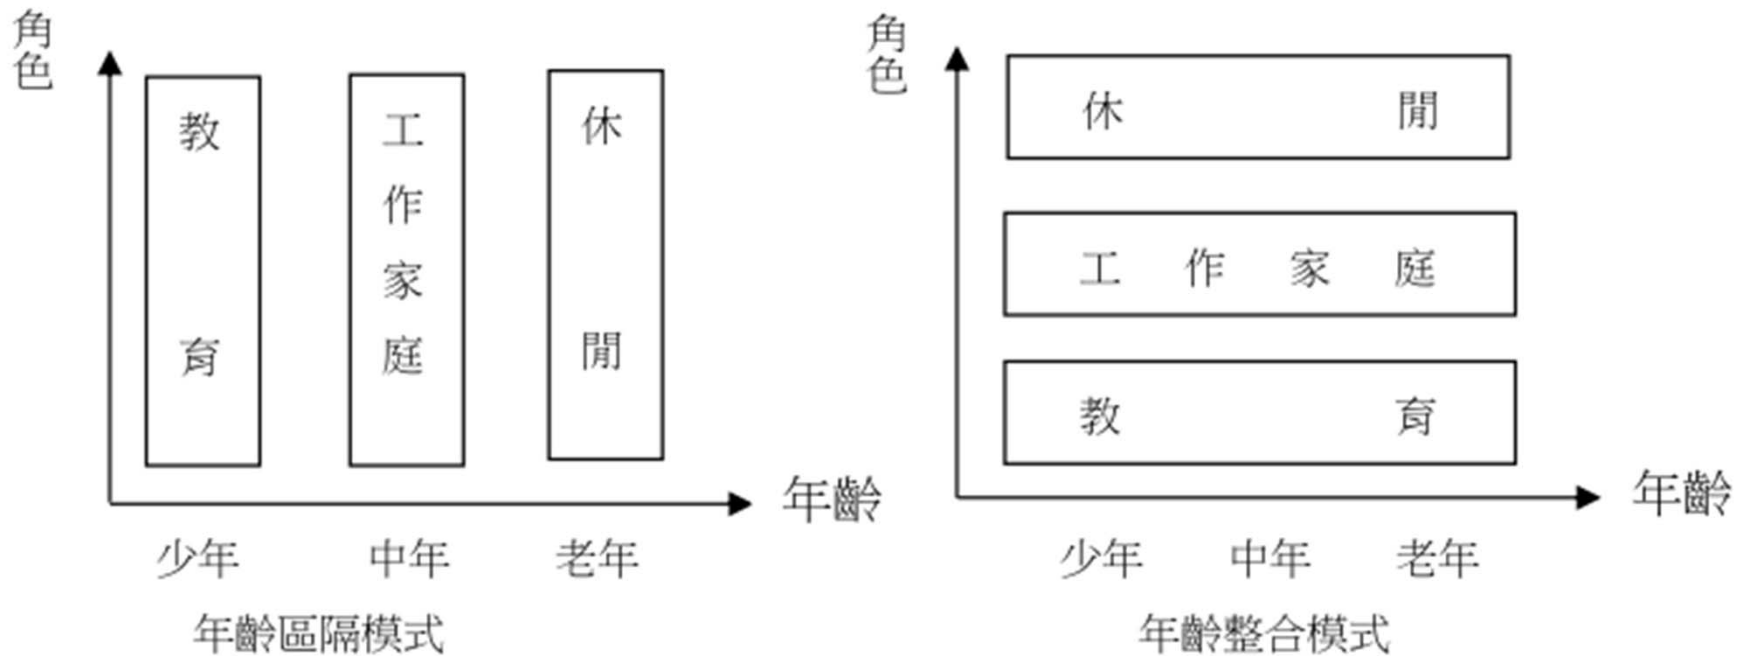 角色
教育
工作家庭
休閒
年齡
少年 中年 老年
年齡區隔模式
角色
休閒
工作家庭
教育
年齡
少年 中年 老年
年齡整合模式